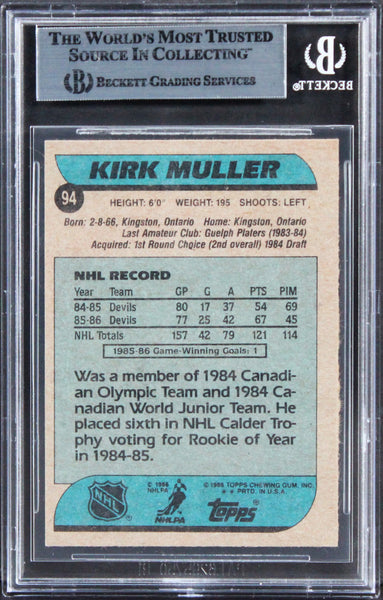 THE WORLD'S MOST TRUSTED
SOURCE IN COLLECTING™
BECKETT GRADING SERVICES
BECKETT
KIRK MULLER
94
HEIGHT: 6'0" WEIGHT: 195 SHOOTS: LEFT
Born: 2-8-66, Kingston, Ontario Home: Kingston, Ontario
Last Amateur Club: Guelph Platers (1983-84)
Acquired: 1st Round Choice (2nd overall) 1984 Draft
NHL RECORD
Year Team GP G A PTS PIM
84-85 Devils 80 17 37 54 69
85-86 Devils 77 25 42 67 45
NHL Totals 157 42 79 121 114
1985-86 Game-Winning Goals: 1
Was a member of 1984 Canadi-
an Olympic Team and 1984 Ca-
nadian World Junior Team. He
placed sixth in NHL Calder Tro-
phy voting for Rookie of Year
in 1984-85.
NHL
© 1986
NHLPA
NHLPA
© 1986 TOPPS CHEWING GUM, INC.
** PRTD. IN U.S.A.
topps